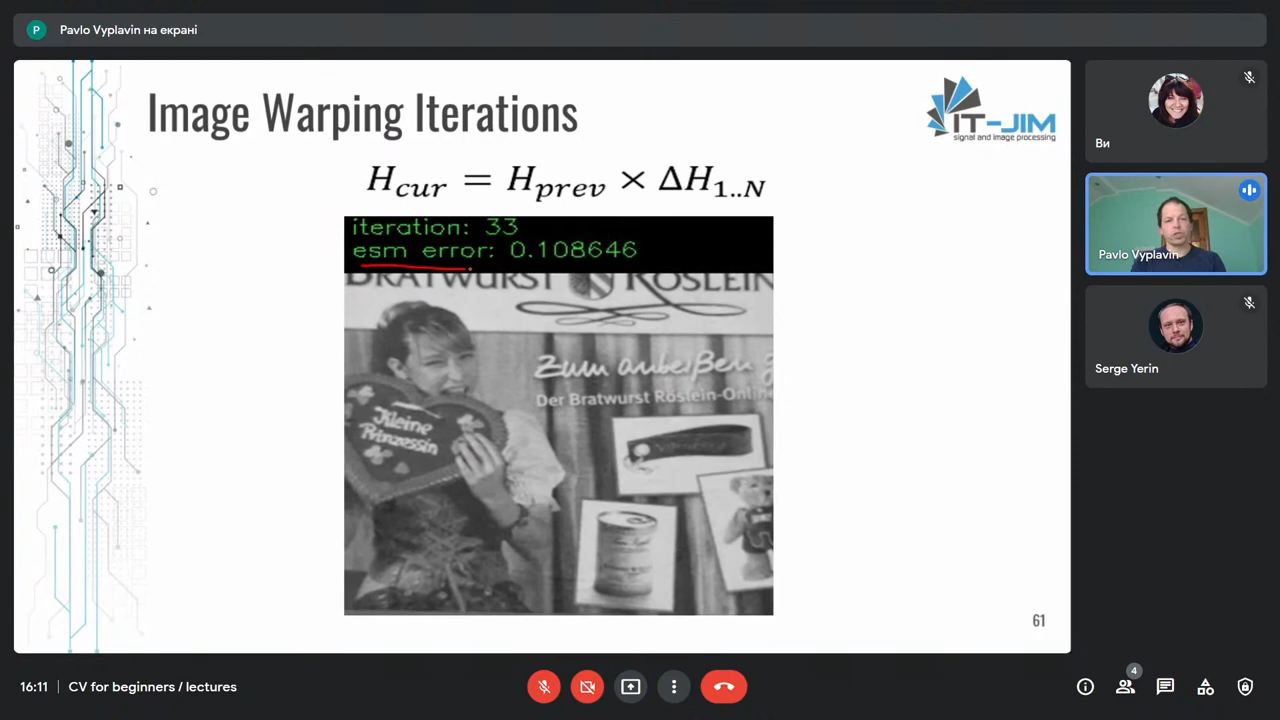 P
Pavlo Vyplavin на екрані
Image Warping Iterations
IT-JIM
signal and image processing
H_cur = H_prev × ΔH_1..N
iteration: 33
esm error: 0.108646
BRATWURST RÖSLEIN
Zum anbeißen
Der Bratwurst Röslein-Onlin
Kleine
Prinzessin
61
Ви
Pavlo Vyplavin
Serge Yerin
16:11
CV for beginners / lectures
4